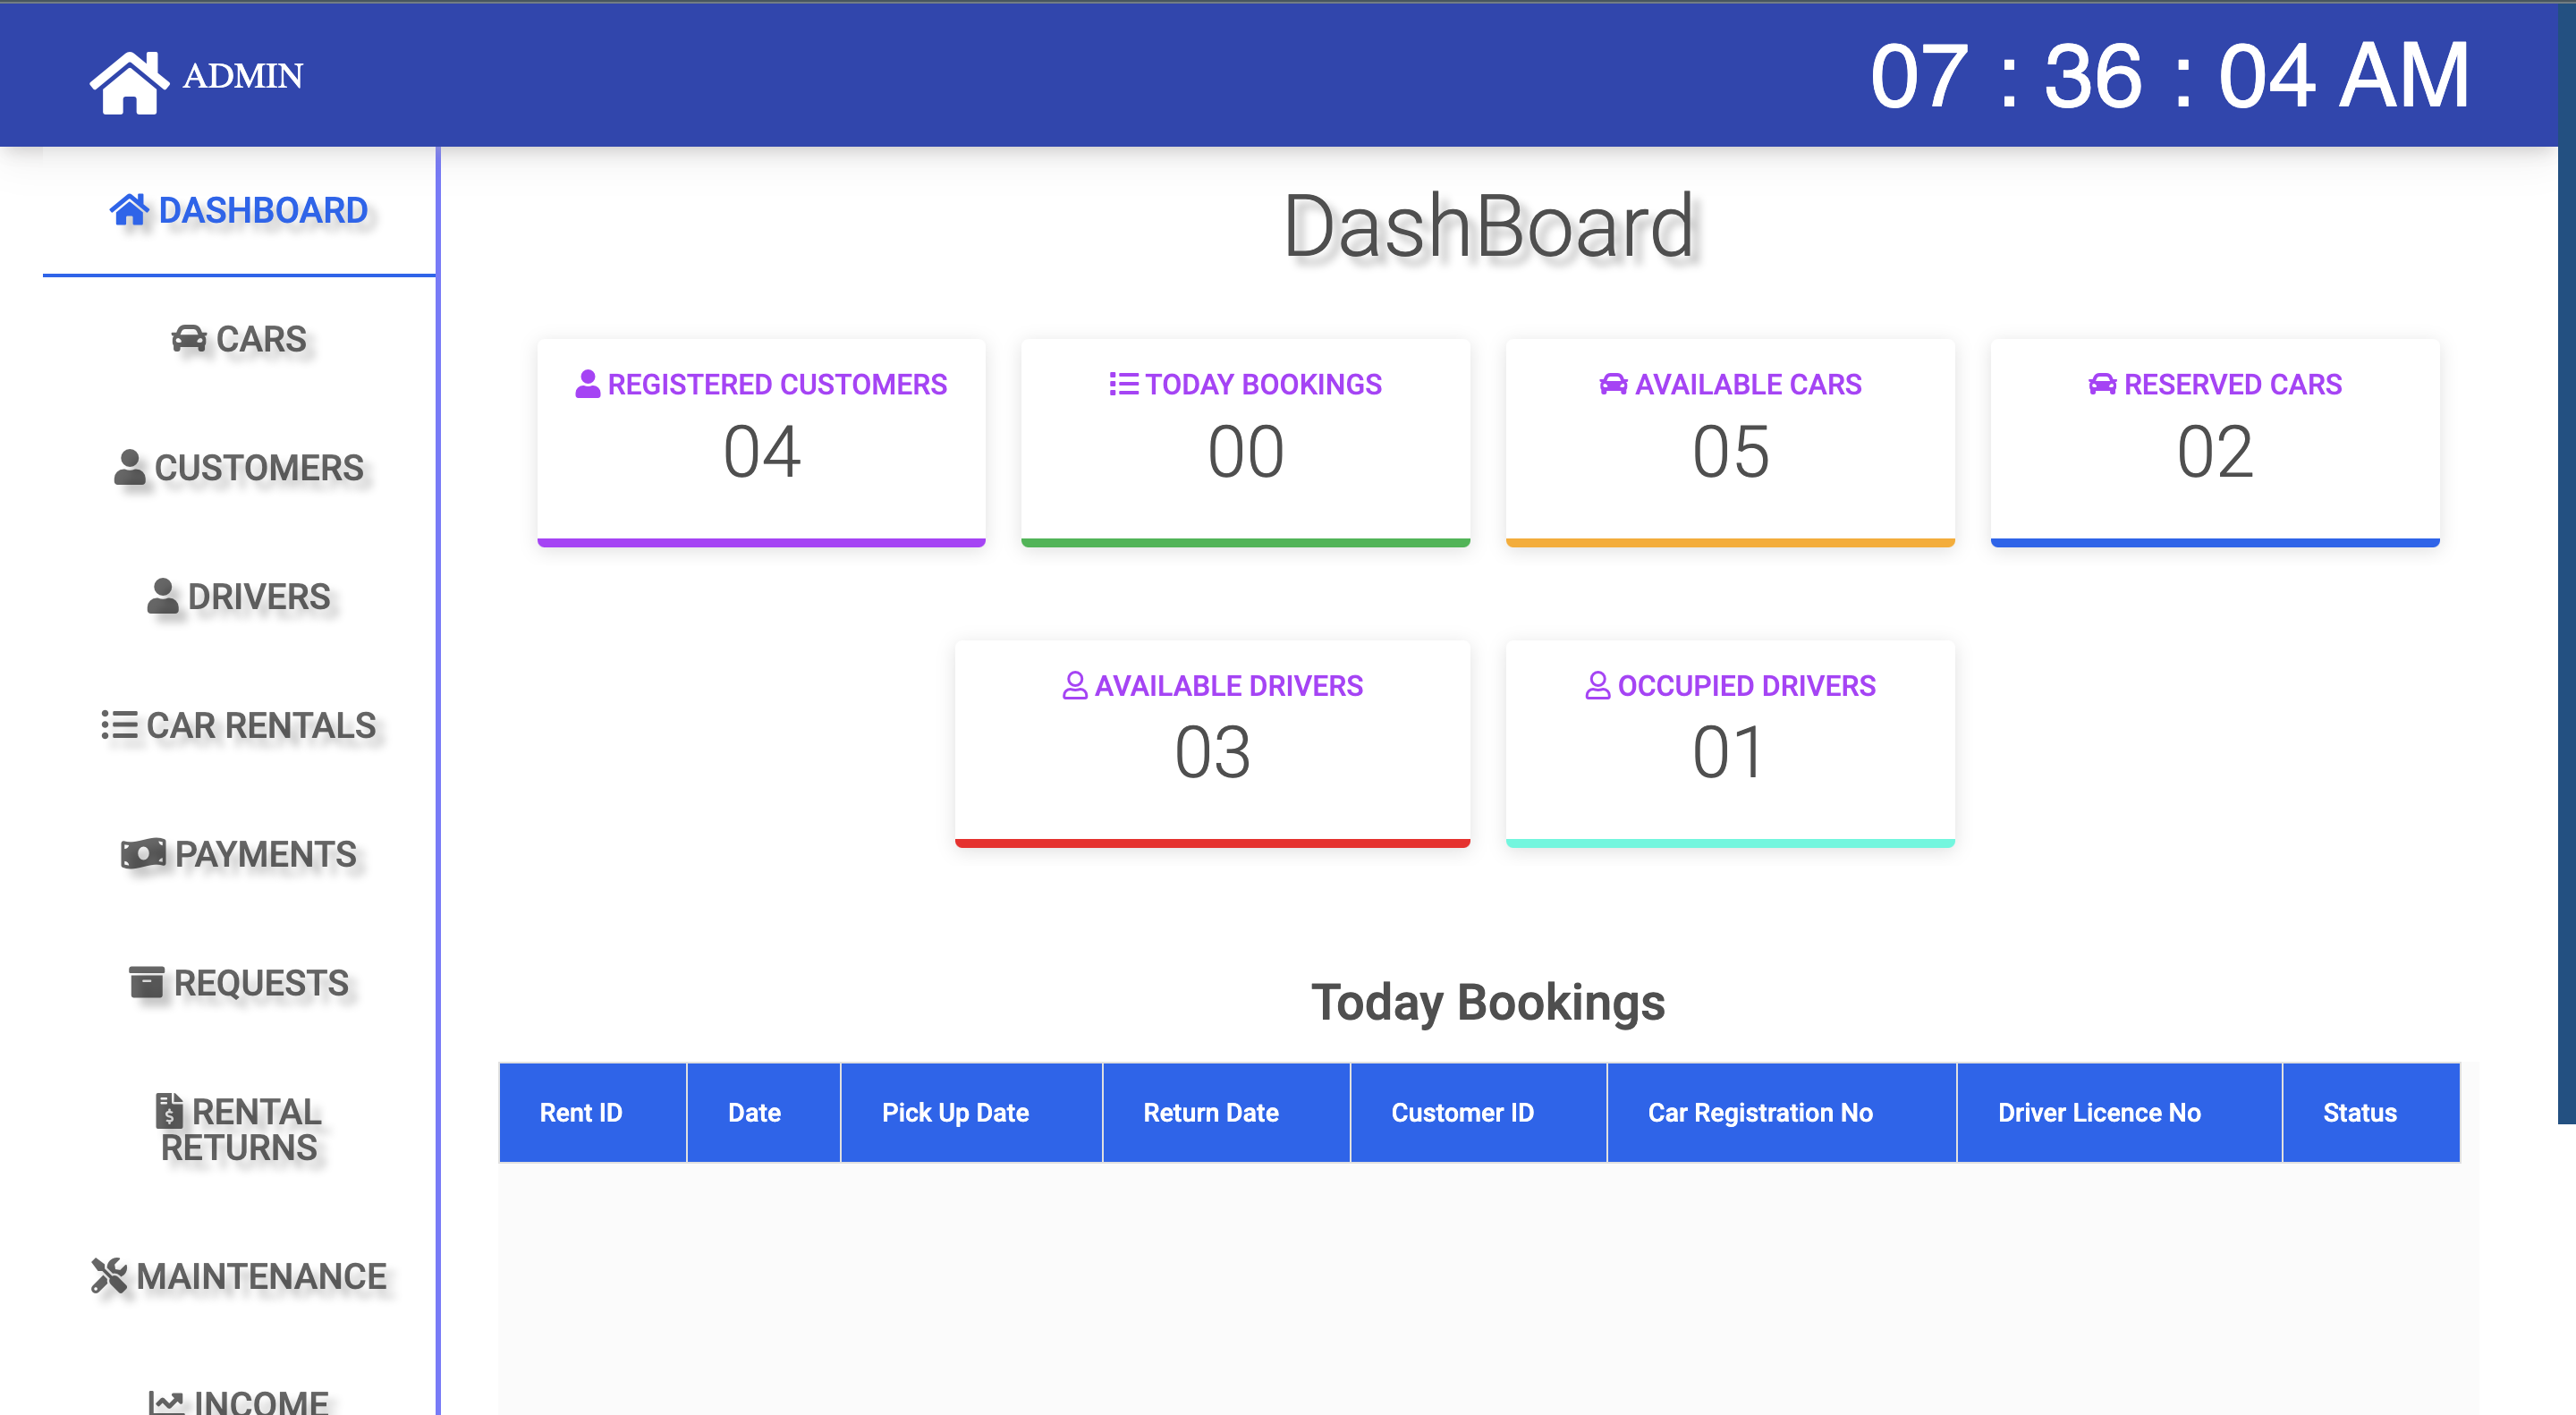 ADMIN
07 : 36 : 04 AM
DASHBOARD
CARS
CUSTOMERS
DRIVERS
CAR RENTALS
PAYMENTS
REQUESTS
RENTAL
RETURNS
MAINTENANCE
INCOME
DashBoard
REGISTERED CUSTOMERS
04
TODAY BOOKINGS
00
AVAILABLE CARS
05
RESERVED CARS
02
AVAILABLE DRIVERS
03
OCCUPIED DRIVERS
01
Today Bookings
Rent ID Date Pick Up Date Return Date Customer ID Car Registration No Driver Licence No Status